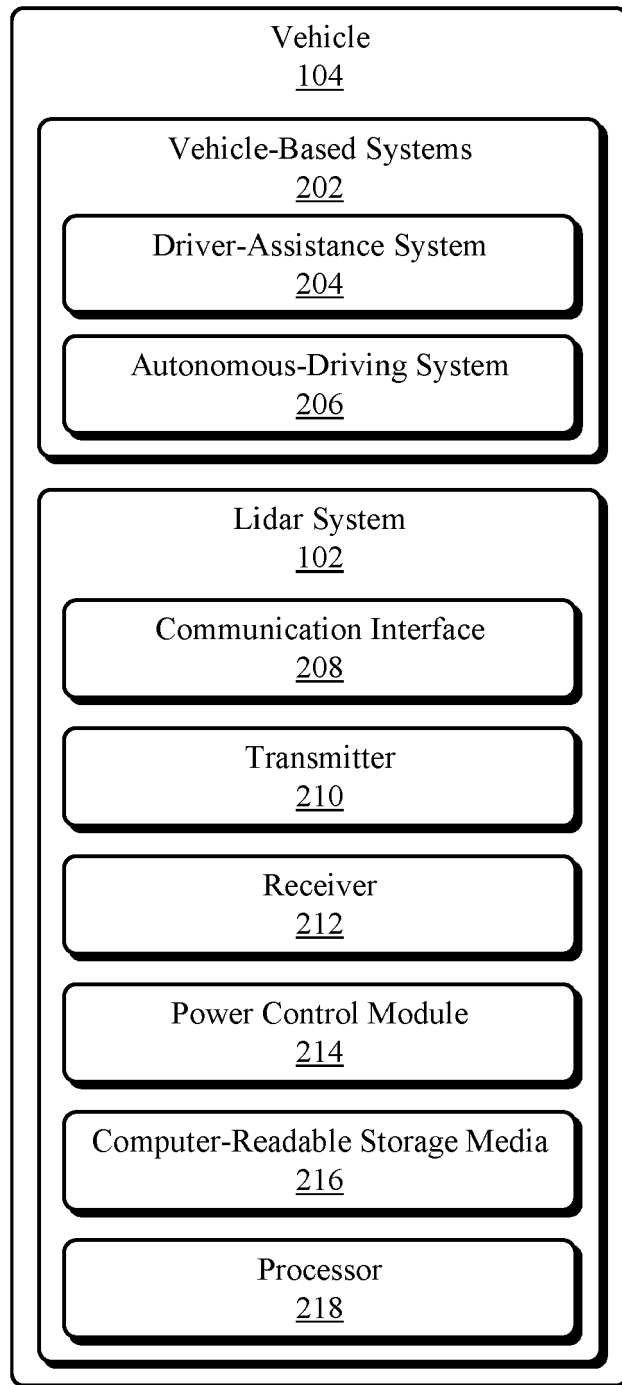 Vehicle
104
Vehicle-Based Systems
202
Driver-Assistance System
204
Autonomous-Driving System
206
Lidar System
102
Communication Interface
208
Transmitter
210
Receiver
212
Power Control Module
214
Computer-Readable Storage Media
216
Processor
218